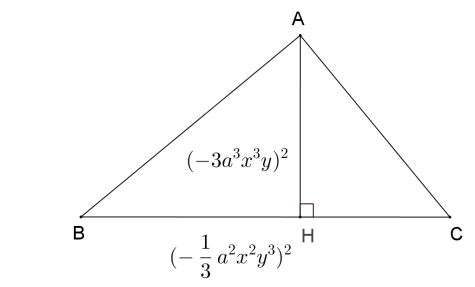 A
(−3a³x³y)²
B
H
C
(−1/3 a²x²y³)²